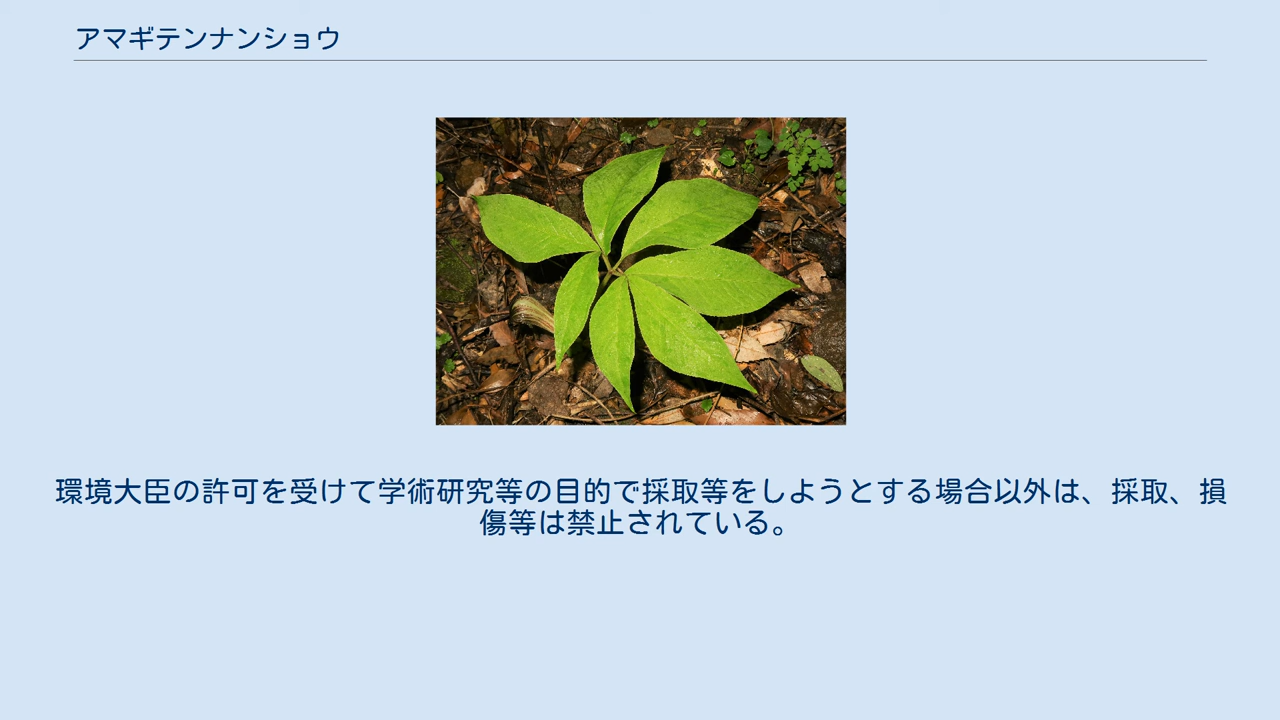 アマギテンナンショウ
環境大臣の許可を受けて学術研究等の目的で採取等をしようとする場合以外は、採取、損
傷等は禁止されている。